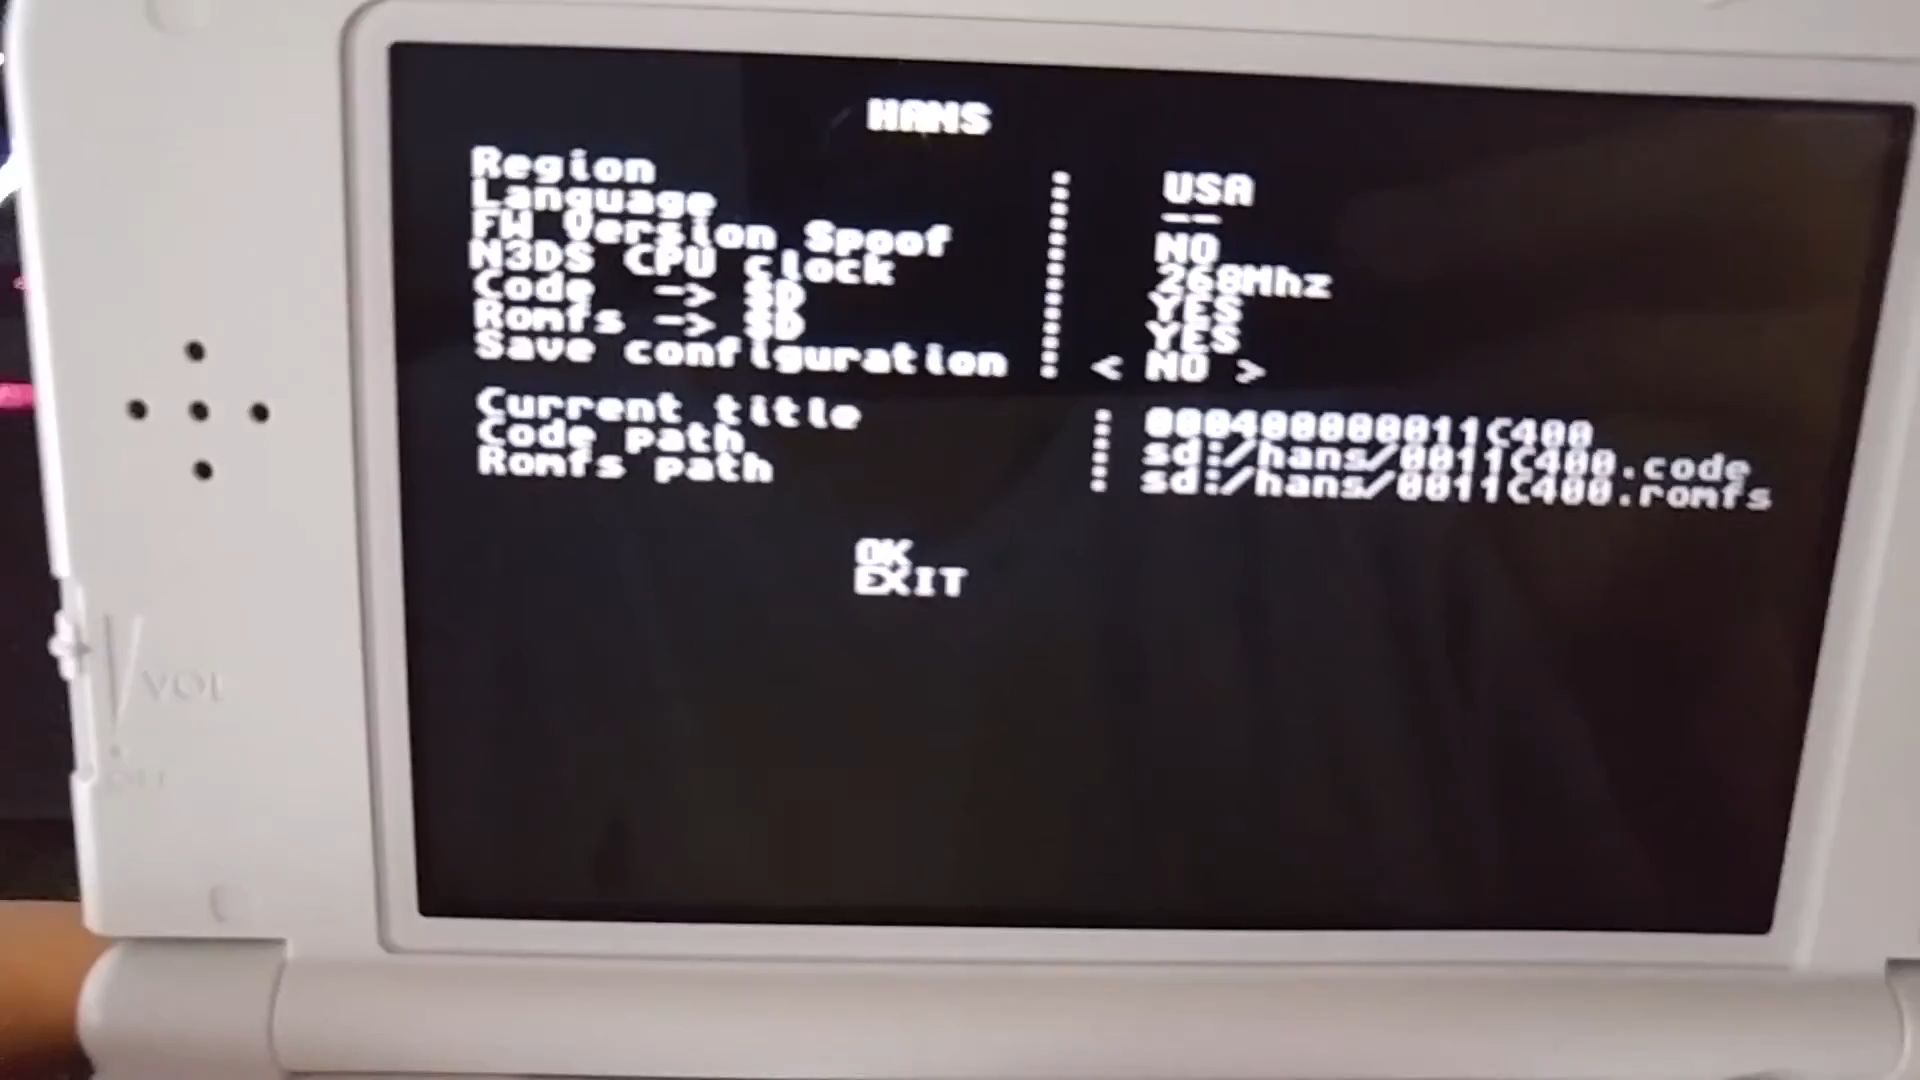 HANS
Region : USA
Language : --
FW Version Spoof : NO
N3DS CPU clock : 268Mhz
Code -> SD : YES
Romfs -> SD : YES
Save configuration : < NO >
Current title : 000400000011C400
Code path : sd:/hans/0011C400.code
Romfs path : sd:/hans/0011C400.romfs
OK
EXIT
VOL